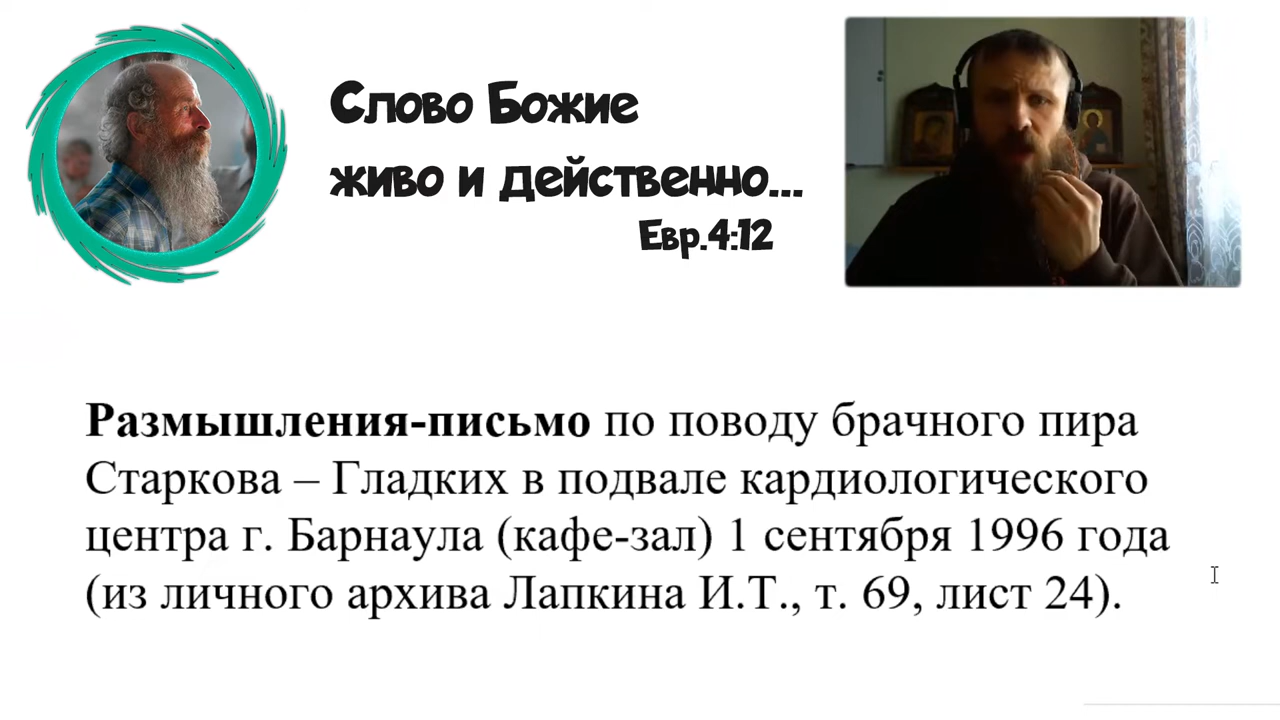 Слово Божие
живо и действенно...
Евр.4:12
Размышления-письмо по поводу брачного пира
Старкова – Гладких в подвале кардиологического
центра г. Барнаула (кафе-зал) 1 сентября 1996 года
(из личного архива Лапкина И.Т., т. 69, лист 24).